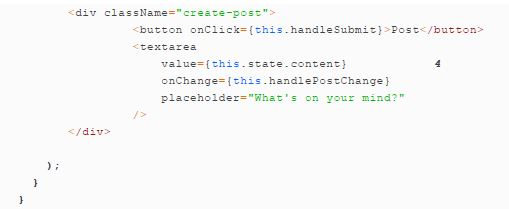 <div className="create-post">
<button onClick={this.handleSubmit}>Post</button>
<textarea
value={this.state.content} 4
onChange={this.handlePostChange}
placeholder="What's on your mind?"
/>
</div>
);
}
}